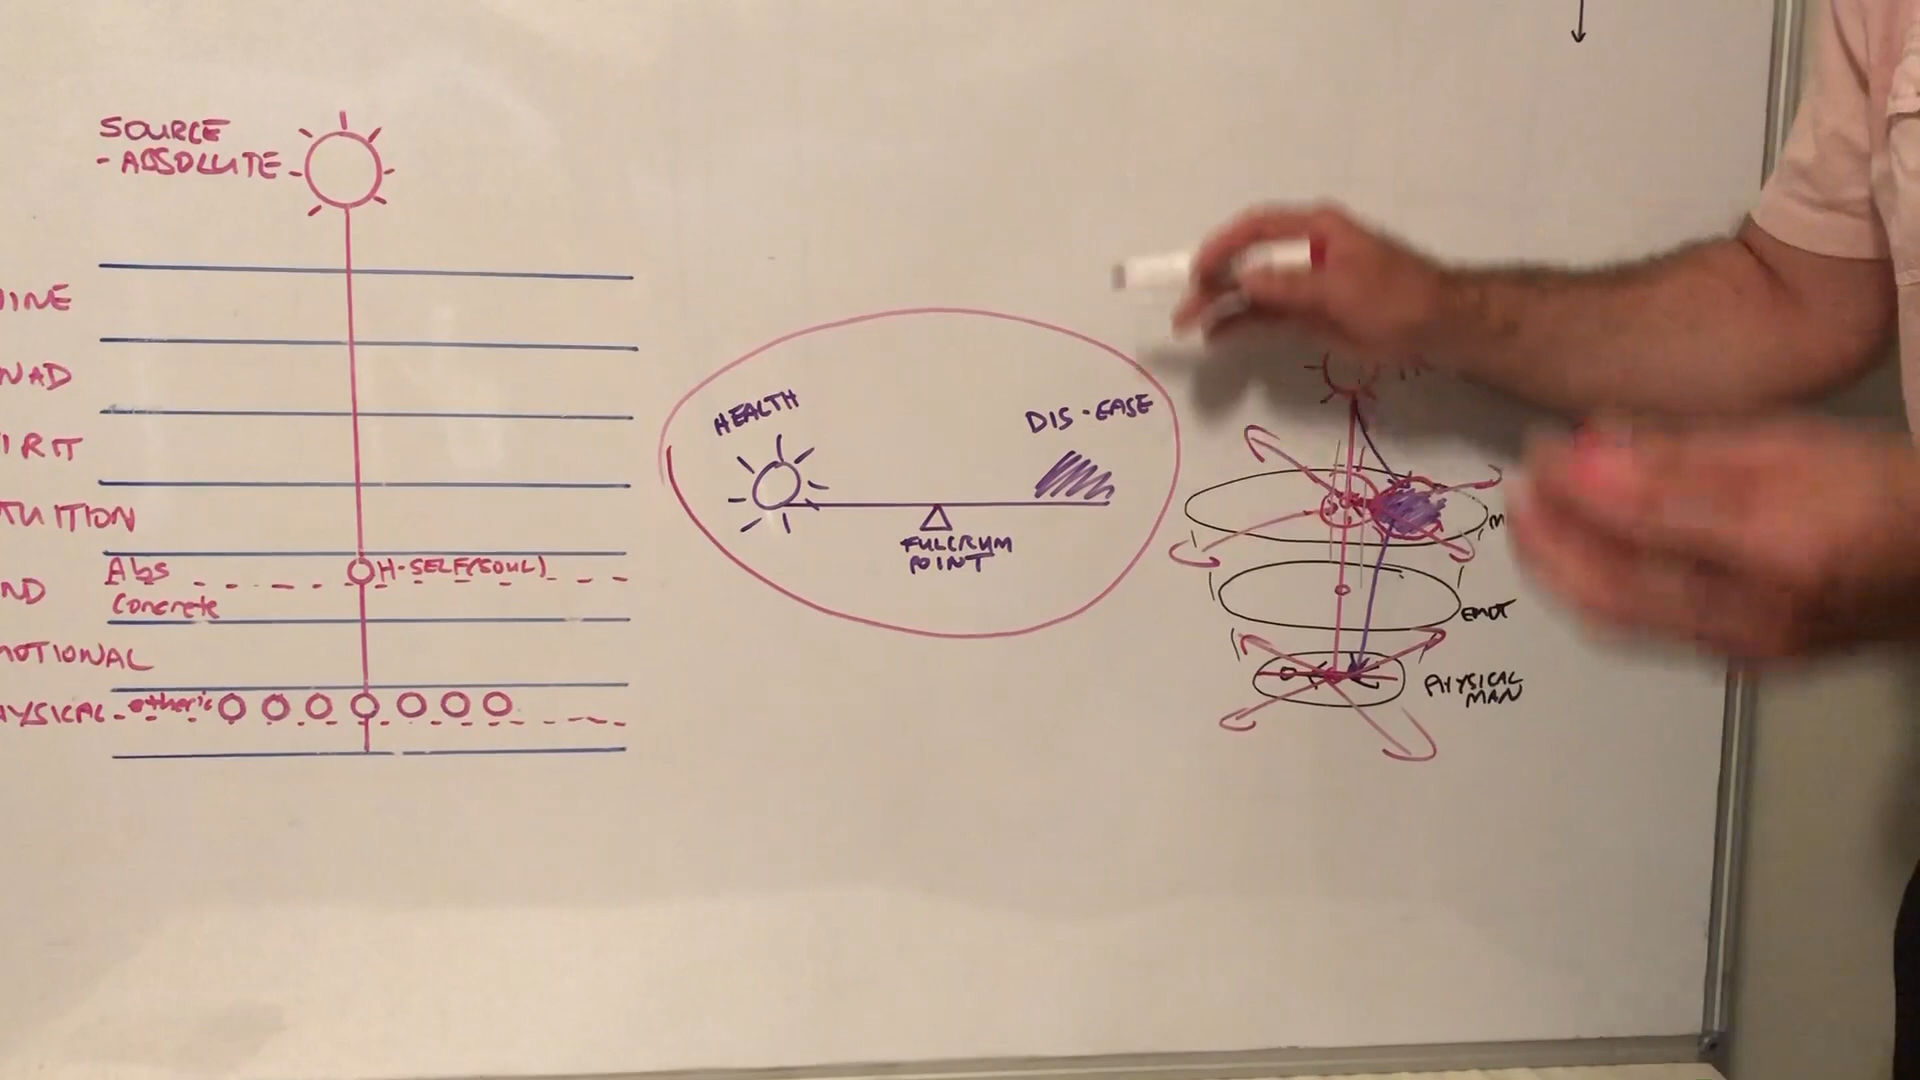 SOURCE
- ABSOLUTE
INE
NAD
IRIT
TUITION
Abs
H-SELF(SOUL)
ND
Concrete
OTIONAL
YSICAL
etheric
HEALTH
DIS-EASE
FULCRUM
POINT
M
EMOT
PHYSICAL
MAN